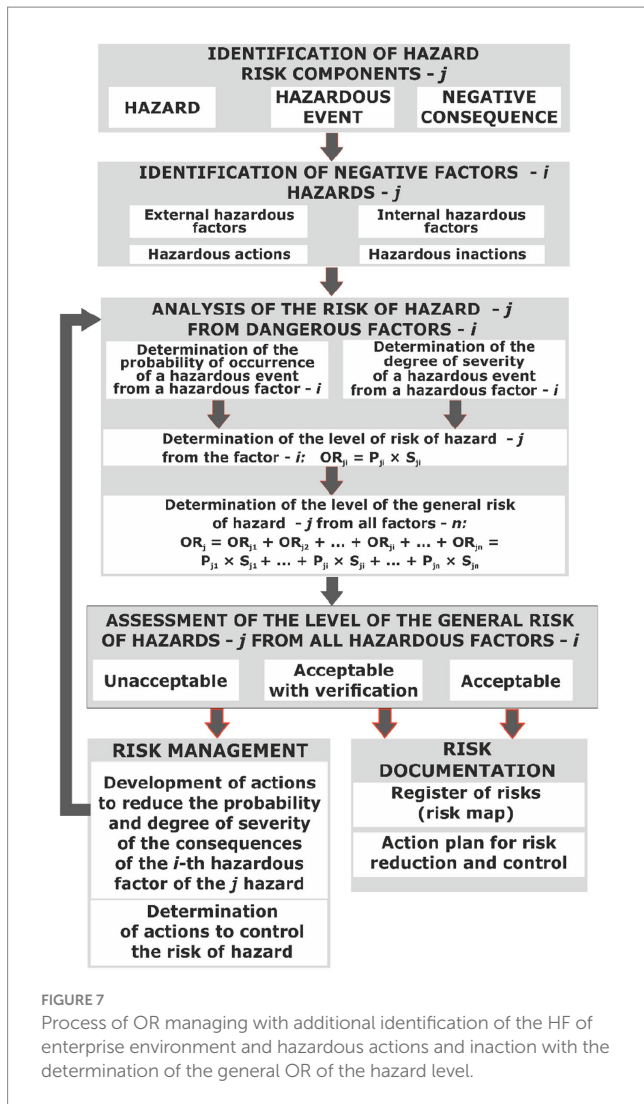 IDENTIFICATION OF HAZARD
RISK COMPONENTS - j
HAZARD
HAZARDOUS
EVENT
NEGATIVE
CONSEQUENCE
IDENTIFICATION OF NEGATIVE FACTORS - i
HAZARDS - j
External hazardous
factors
Internal hazardous
factors
Hazardous actions
Hazardous inactions
ANALYSIS OF THE RISK OF HAZARD - j
FROM DANGEROUS FACTORS - i
Determination of the
probability of occurrence
of a hazardous event
from a hazardous factor - i
Determination of the
degree of severity
of a hazardous event
from a hazardous factor - i
Determination of the level of risk of hazard - j
from the factor - i: ORji = Pji × Sji
Determination of the level of the general risk
of hazard - j from all factors - n:
ORj = ORj1 + ORj2 + ... + ORji + ... + ORjn =
Pj1 × Sj1 + ... + Pji × Sji + ... + Pjn × Sjn
ASSESSMENT OF THE LEVEL OF THE GENERAL RISK
OF HAZARDS - j FROM ALL HAZARDOUS FACTORS - i
Unacceptable
Acceptable
with verification
Acceptable
RISK MANAGEMENT
Development of actions
to reduce the probability
and degree of severity
of the consequences
of the i-th hazardous
factor of the j hazard
Determination
of actions to control
the risk of hazard
RISK
DOCUMENTATION
Register of risks
(risk map)
Action plan for risk
reduction and control
FIGURE 7
Process of OR managing with additional identification of the HF of
enterprise environment and hazardous actions and inaction with the
determination of the general OR of the hazard level.